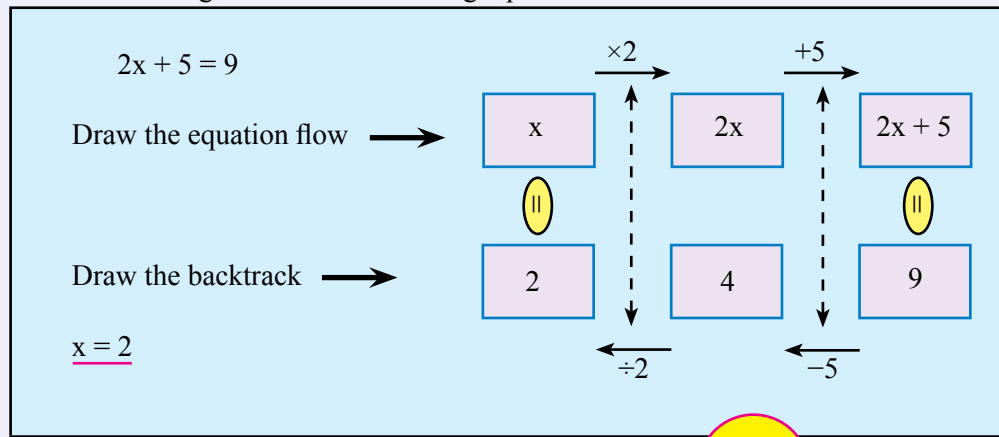 2x + 5 = 9
×2 +5
Draw the equation flow x 2x 2x + 5
= =
Draw the backtrack 2 4 9
x = 2
÷2 −5